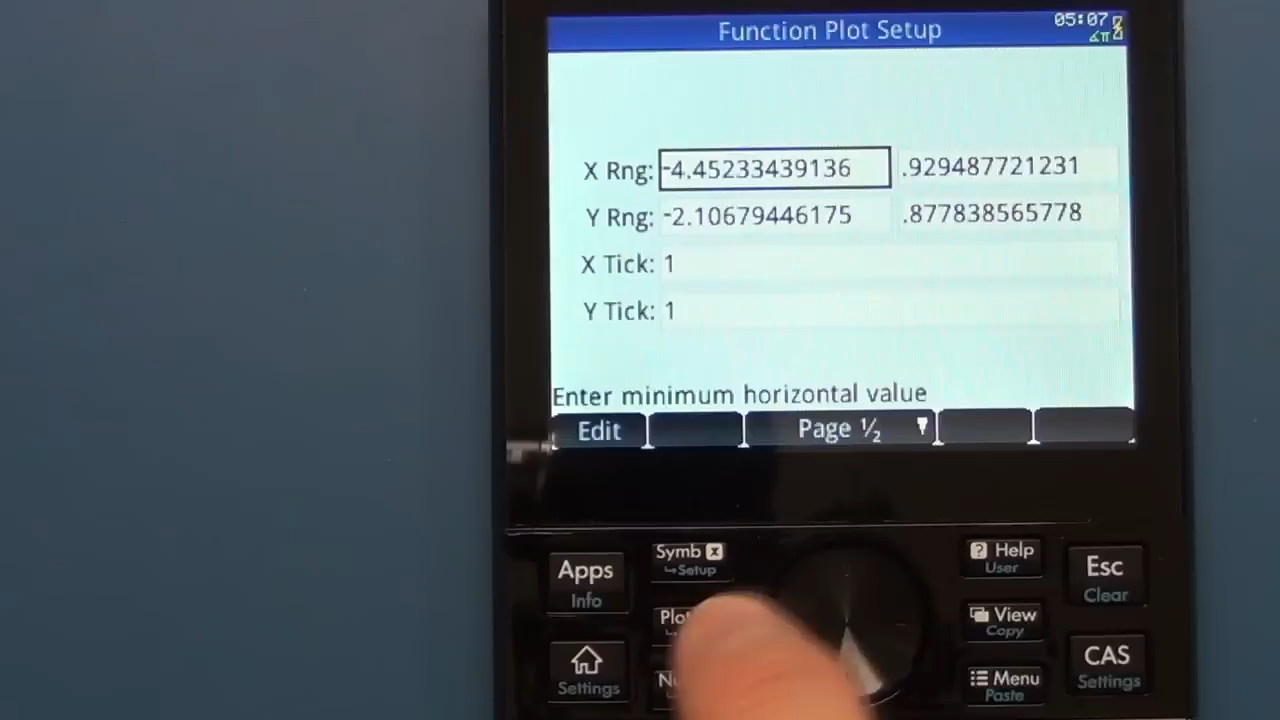 Function Plot Setup
05:07
∡π
X Rng: -4.45233439136 .929487721231
Y Rng: -2.10679446175 .877838565778
X Tick: 1
Y Tick: 1
Enter minimum horizontal value
Edit Page ½
Apps
Info
Symb x
↳Setup
? Help
User
Esc
Clear
View
Copy
Settings
Menu
Paste
CAS
Settings